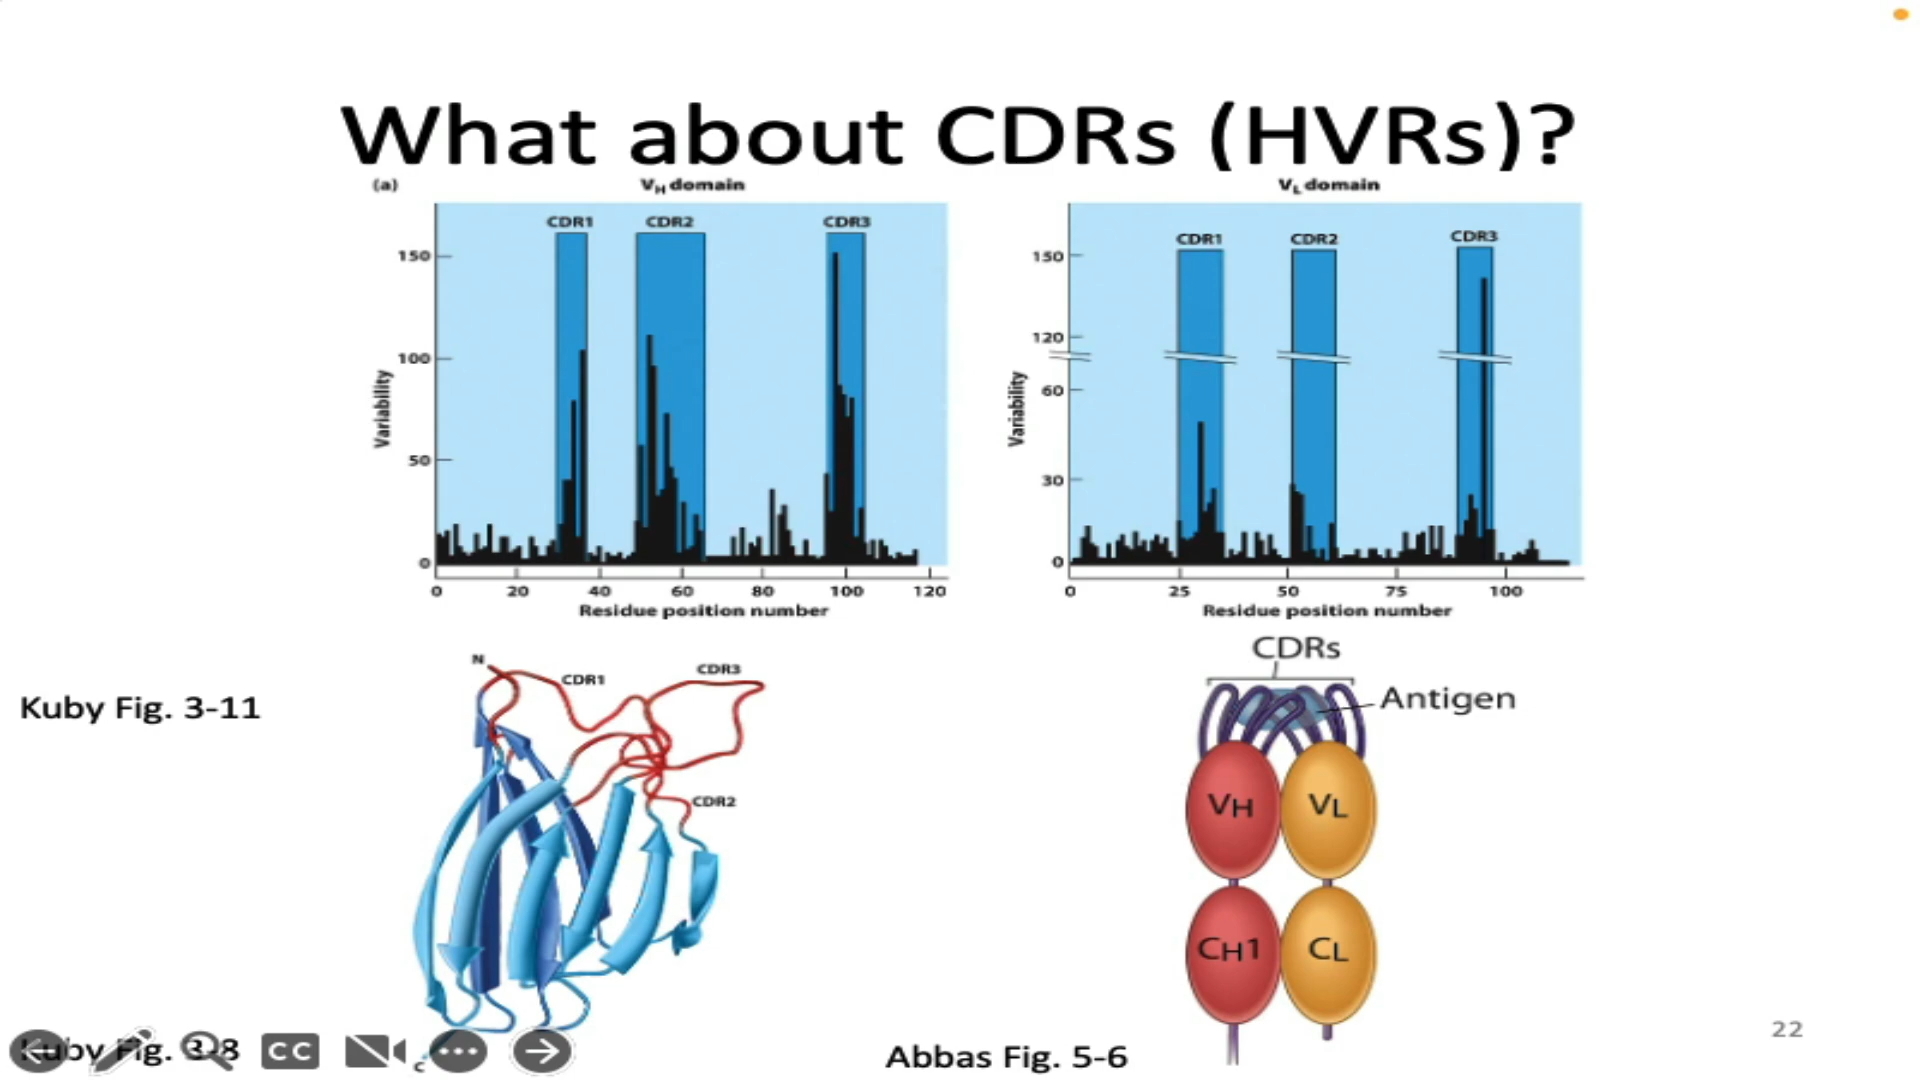 What about CDRs (HVRs)?
(a)
VH domain
VL domain
CDR1 CDR2 CDR3
CDR1 CDR2 CDR3
150
100
50
0
Variability
0 20 40 60 80 100 120
Residue position number
150
120
60
30
0
Variability
0 25 50 75 100
Residue position number
Kuby Fig. 3-11
N
CDR1
CDR3
CDR2
C
CDRs
Antigen
VH VL
CH1 CL
Kuby Fig. 3-8
CC
Abbas Fig. 5-6
22